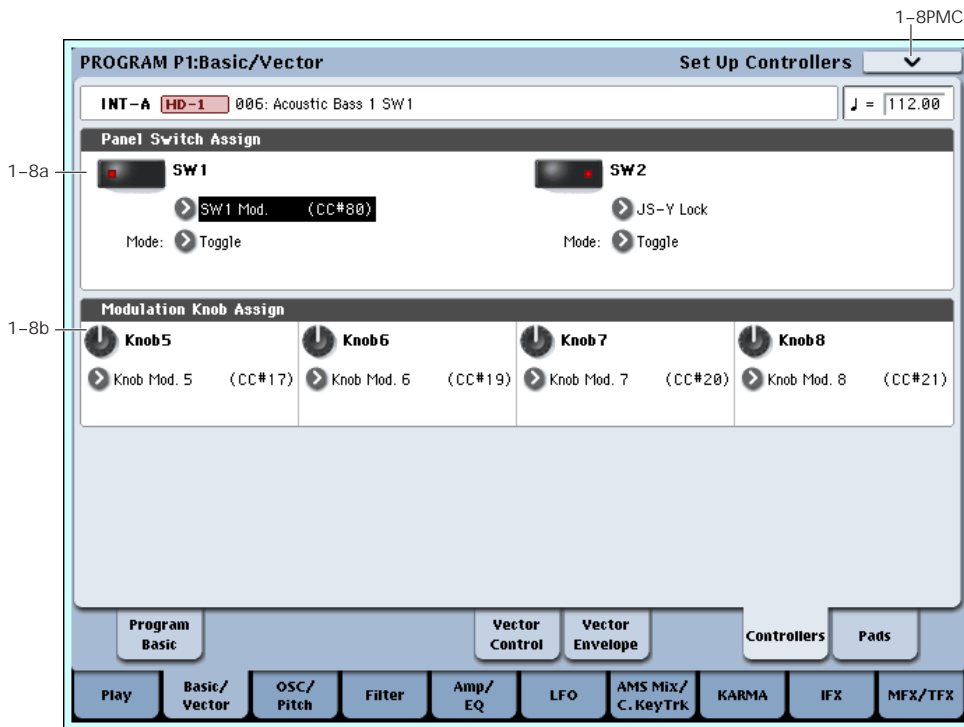 1-8PMC
PROGRAM P1:Basic/Vector Set Up Controllers
INT-A HD-1 006: Acoustic Bass 1 SW1 ♩ = 112.00
Panel Switch Assign
1-8a
SW1 SW2
SW1 Mod. (CC#80) JS-Y Lock
Mode: Toggle Mode: Toggle
Modulation Knob Assign
1-8b
Knob5 Knob6 Knob7 Knob8
Knob Mod. 5 (CC#17) Knob Mod. 6 (CC#19) Knob Mod. 7 (CC#20) Knob Mod. 8 (CC#21)
Program Basic Vector Control Vector Envelope Controllers Pads
Play Basic/Vector OSC/Pitch Filter Amp/EQ LFO AMS Mix/C.KeyTrk KARMA IFX MFX/TFX